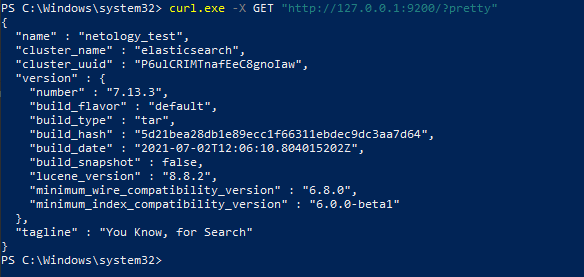 PS C:\Windows\system32> curl.exe -X GET "http://127.0.0.1:9200/?pretty"
{
  "name" : "netology_test",
  "cluster_name" : "elasticsearch",
  "cluster_uuid" : "P6ulCRIMTnafEeC8gnoIaw",
  "version" : {
    "number" : "7.13.3",
    "build_flavor" : "default",
    "build_type" : "tar",
    "build_hash" : "5d21bea28db1e89ecc1f66311ebdec9dc3aa7d64",
    "build_date" : "2021-07-02T12:06:10.804015202Z",
    "build_snapshot" : false,
    "lucene_version" : "8.8.2",
    "minimum_wire_compatibility_version" : "6.8.0",
    "minimum_index_compatibility_version" : "6.0.0-beta1"
  },
  "tagline" : "You Know, for Search"
}
PS C:\Windows\system32>